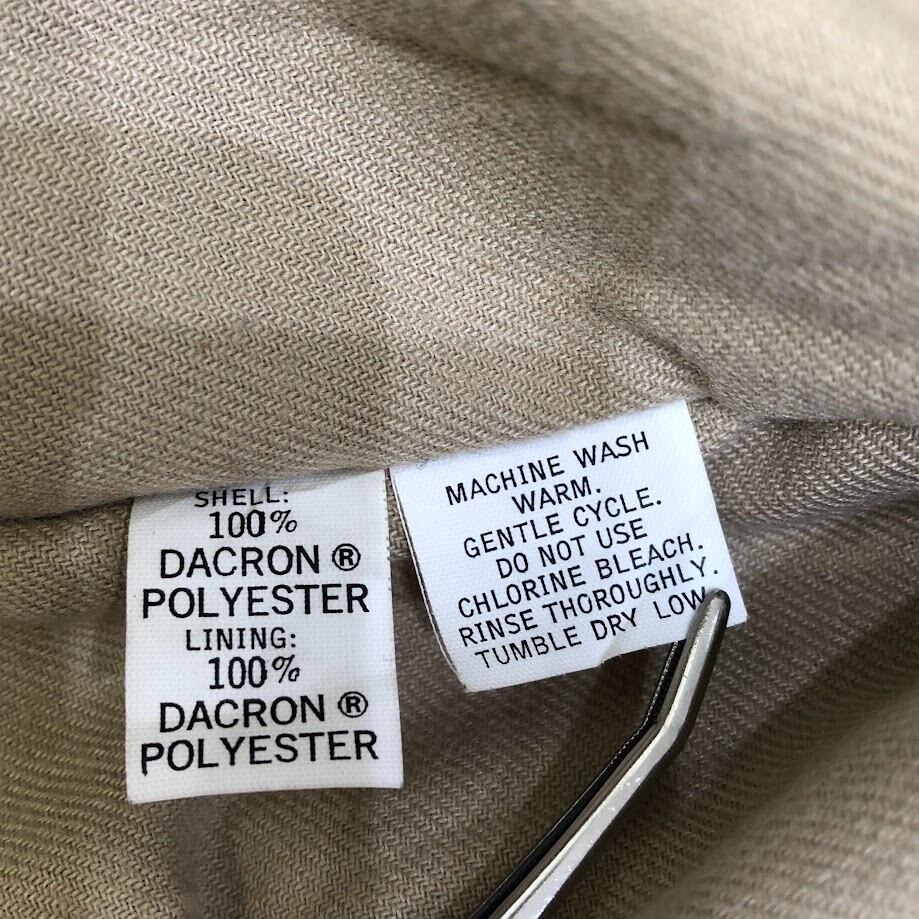 SHELL:
100%
DACRON ®
POLYESTER
LINING:
100%
DACRON ®
POLYESTER
MACHINE WASH
WARM.
GENTLE CYCLE.
DO NOT USE
CHLORINE BLEACH.
RINSE THOROUGHLY.
TUMBLE DRY LOW